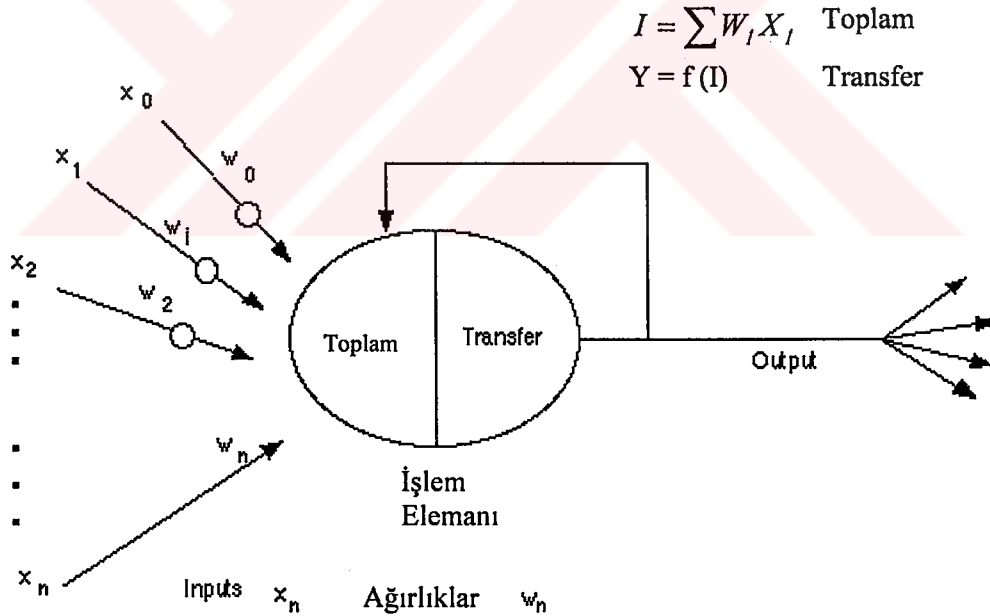 I = ∑ W_I X_I Toplam
Y = f (I) Transfer
x_0
w_0
x_1
w_i
x_2
w_2
Toplam
Transfer
Output
w_n
İşlem
Elemanı
x_n
Inputs x_n Ağırlıklar w_n